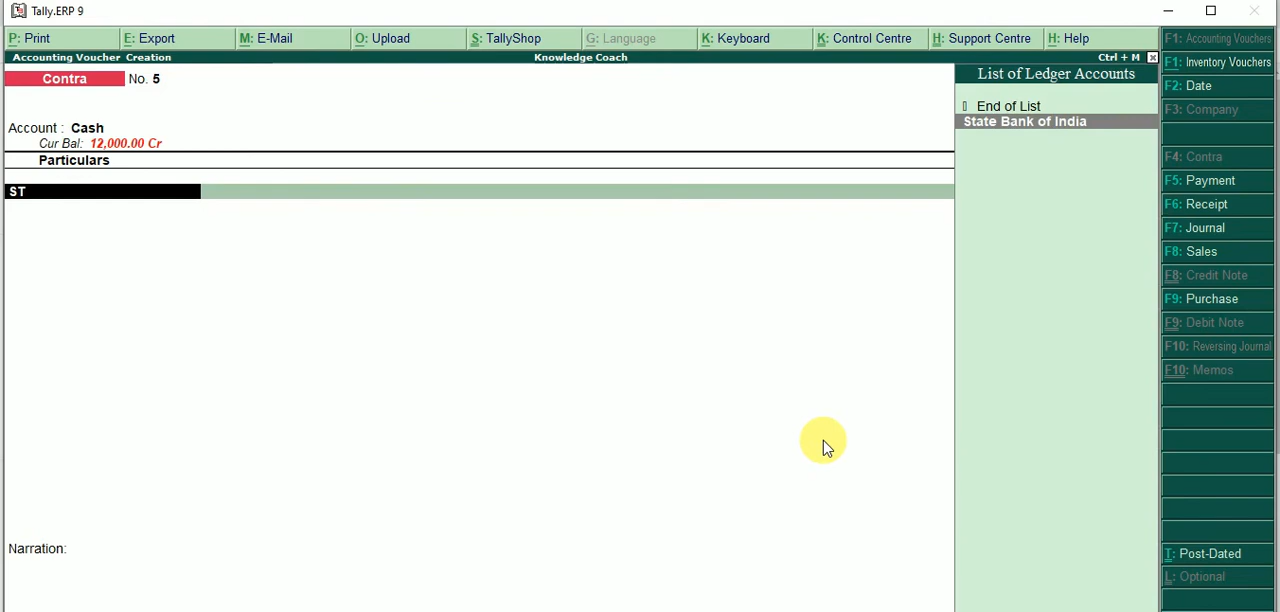 Tally.ERP 9
P: Print E: Export M: E-Mail O: Upload S: TallyShop G: Language K: Keyboard K: Control Centre H: Support Centre H: Help
Accounting Voucher Creation Knowledge Coach Ctrl + M
Contra No. 5
Account : Cash
Cur Bal: 12,000.00 Cr
Particulars
ST
Narration:
List of Ledger Accounts
End of List
State Bank of India
F1: Accounting Vouchers
F1: Inventory Vouchers
F2: Date
F3: Company
F4: Contra
F5: Payment
F6: Receipt
F7: Journal
F8: Sales
F8: Credit Note
F9: Purchase
F9: Debit Note
F10: Reversing Journal
F10: Memos
T: Post-Dated
L: Optional